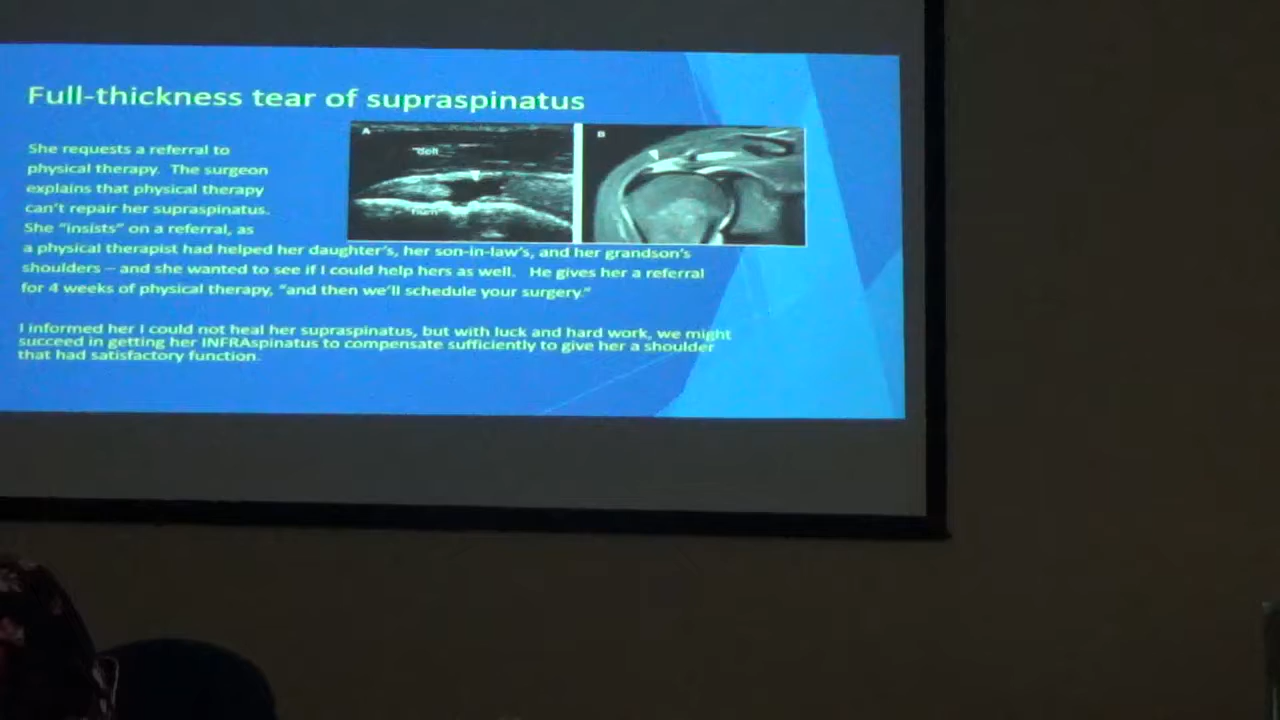 Full-thickness tear of supraspinatus
She requests a referral to
physical therapy. The surgeon
explains that physical therapy
can't repair her supraspinatus.
She "insists" on a referral, as
a physical therapist had helped her daughter's, her son-in-law's, and her grandson's
shoulders – and she wanted to see if I could help hers as well. He gives her a referral
for 4 weeks of physical therapy, "and then we'll schedule your surgery."
A
delt
hum
B
I informed her I could not heal her supraspinatus, but with luck and hard work, we might
succeed in getting her INFRAspinatus to compensate sufficiently to give her a shoulder
that had satisfactory function.